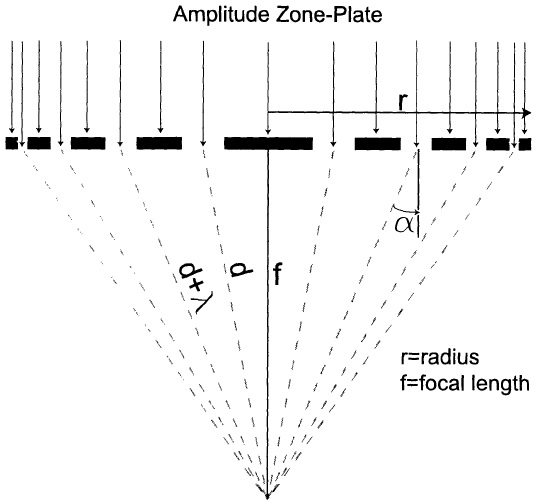 Amplitude Zone-Plate
r
α
d+λ
d
f
r=radius
f=focal length